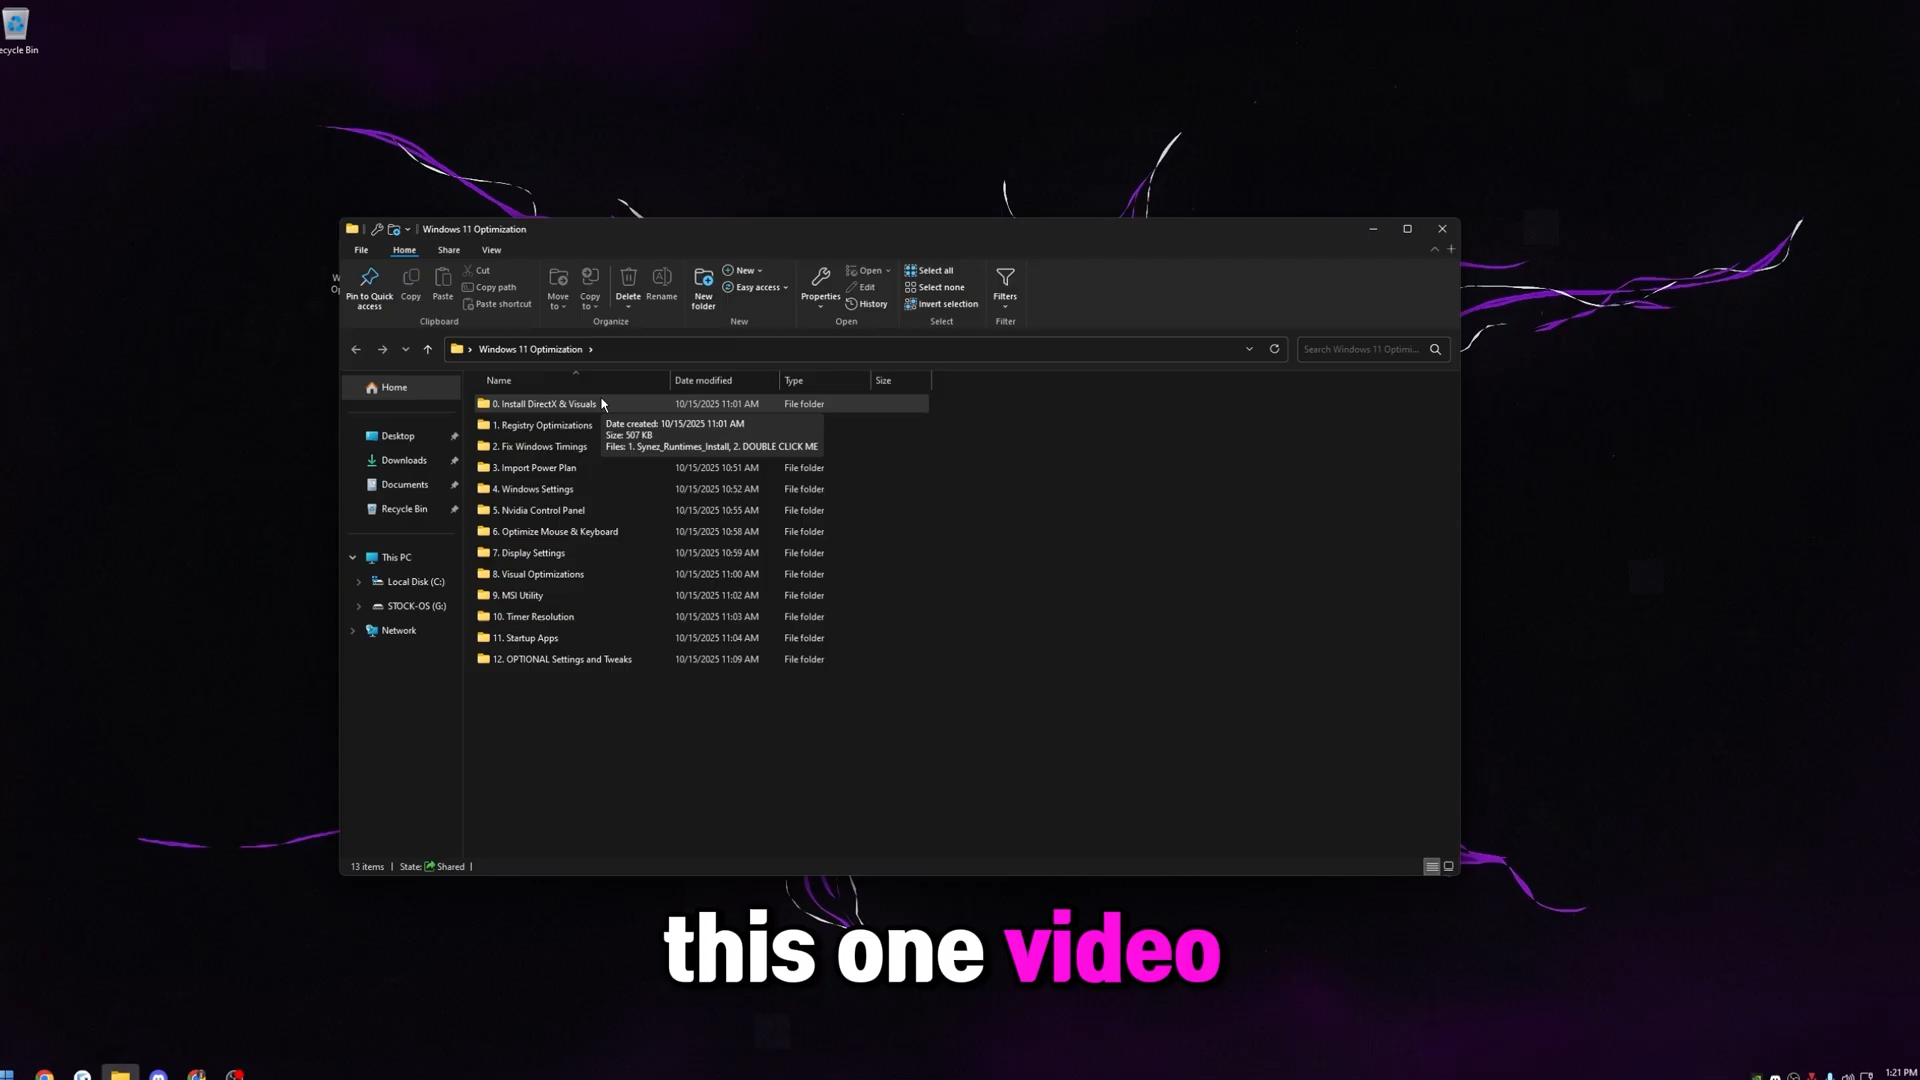 ecycle Bin
Windows 11 Optimization
File
Home
Share
View
Pin to Quick access
Copy
Paste
Cut
Copy path
Paste shortcut
Clipboard
Move to
Copy to
Delete
Rename
Organize
New folder
New
Easy access
New
Properties
Open
Edit
History
Open
Select all
Select none
Invert selection
Select
Filters
Filter
Windows 11 Optimization
Search Windows 11 Optimi...
Home
Desktop
Downloads
Documents
Recycle Bin
This PC
Local Disk (C:)
STOCK-OS (G:)
Network
Name Date modified Type Size
0. Install DirectX & Visuals 10/15/2025 11:01 AM File folder
1. Registry Optimizations
2. Fix Windows Timings
Date created: 10/15/2025 11:01 AM
Size: 507 KB
Files: 1. Synez_Runtimes_Install, 2. DOUBLE CLICK ME
3. Import Power Plan 10/15/2025 10:51 AM File folder
4. Windows Settings 10/15/2025 10:52 AM File folder
5. Nvidia Control Panel 10/15/2025 10:55 AM File folder
6. Optimize Mouse & Keyboard 10/15/2025 10:58 AM File folder
7. Display Settings 10/15/2025 10:59 AM File folder
8. Visual Optimizations 10/15/2025 11:00 AM File folder
9. MSI Utility 10/15/2025 11:02 AM File folder
10. Timer Resolution 10/15/2025 11:03 AM File folder
11. Startup Apps 10/15/2025 11:04 AM File folder
12. OPTIONAL Settings and Tweaks 10/15/2025 11:09 AM File folder
13 items
State: Shared
this one video
1:21 PM